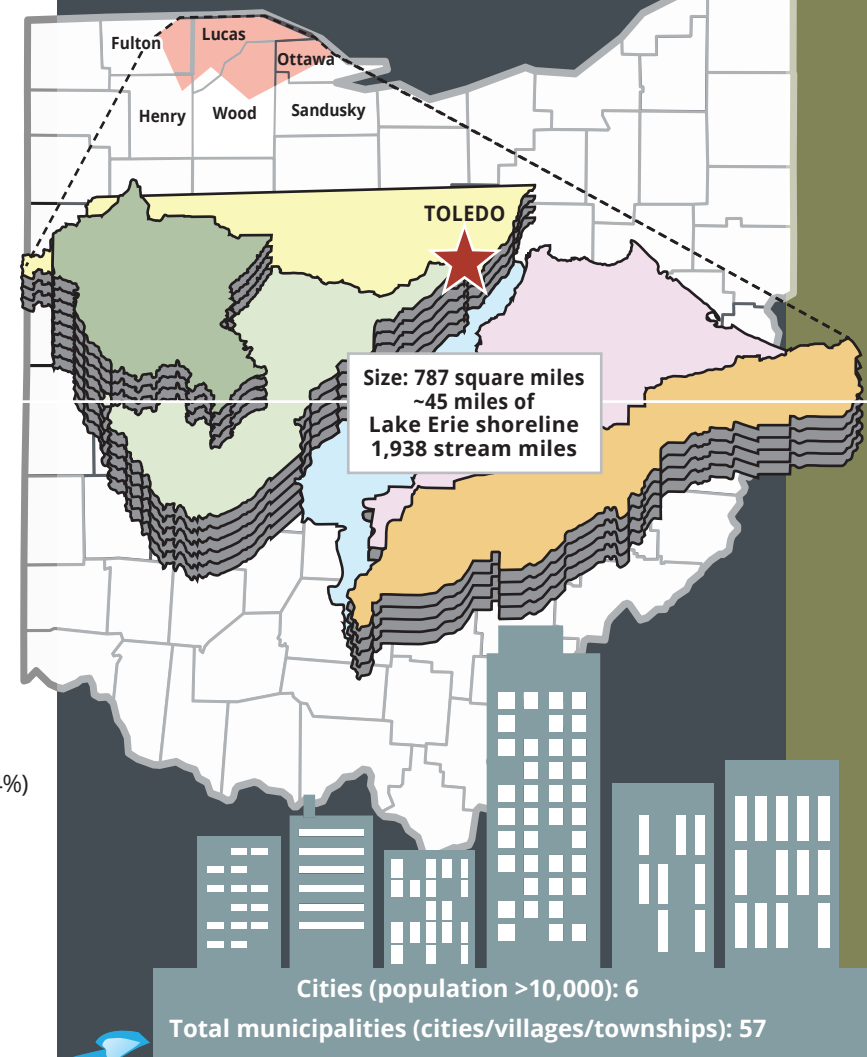 Fulton
Lucas
Ottawa
Henry
Wood
Sandusky
TOLEDO
Size: 787 square miles
~45 miles of
Lake Erie shoreline
1,938 stream miles
%)
Cities (population >10,000): 6
Total municipalities (cities/villages/townships): 57